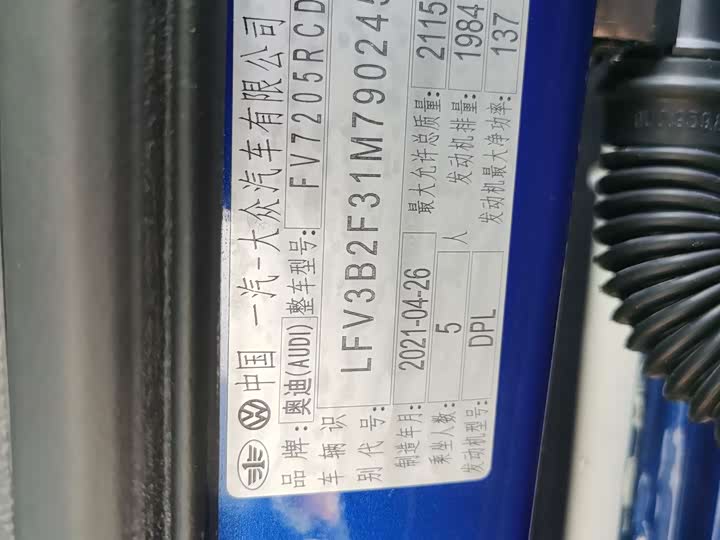 中国 一汽-大众汽车有限公司
品牌: 奥迪(AUDI) 整车型号: FV7205RCD
车辆识别代号: LFV3B2F31M790245
制造年月: 2021-04-26 最大允许总质量: 2115
乘坐人数: 5 人 发动机排量: 1984
发动机型号: DPL 发动机最大净功率: 137